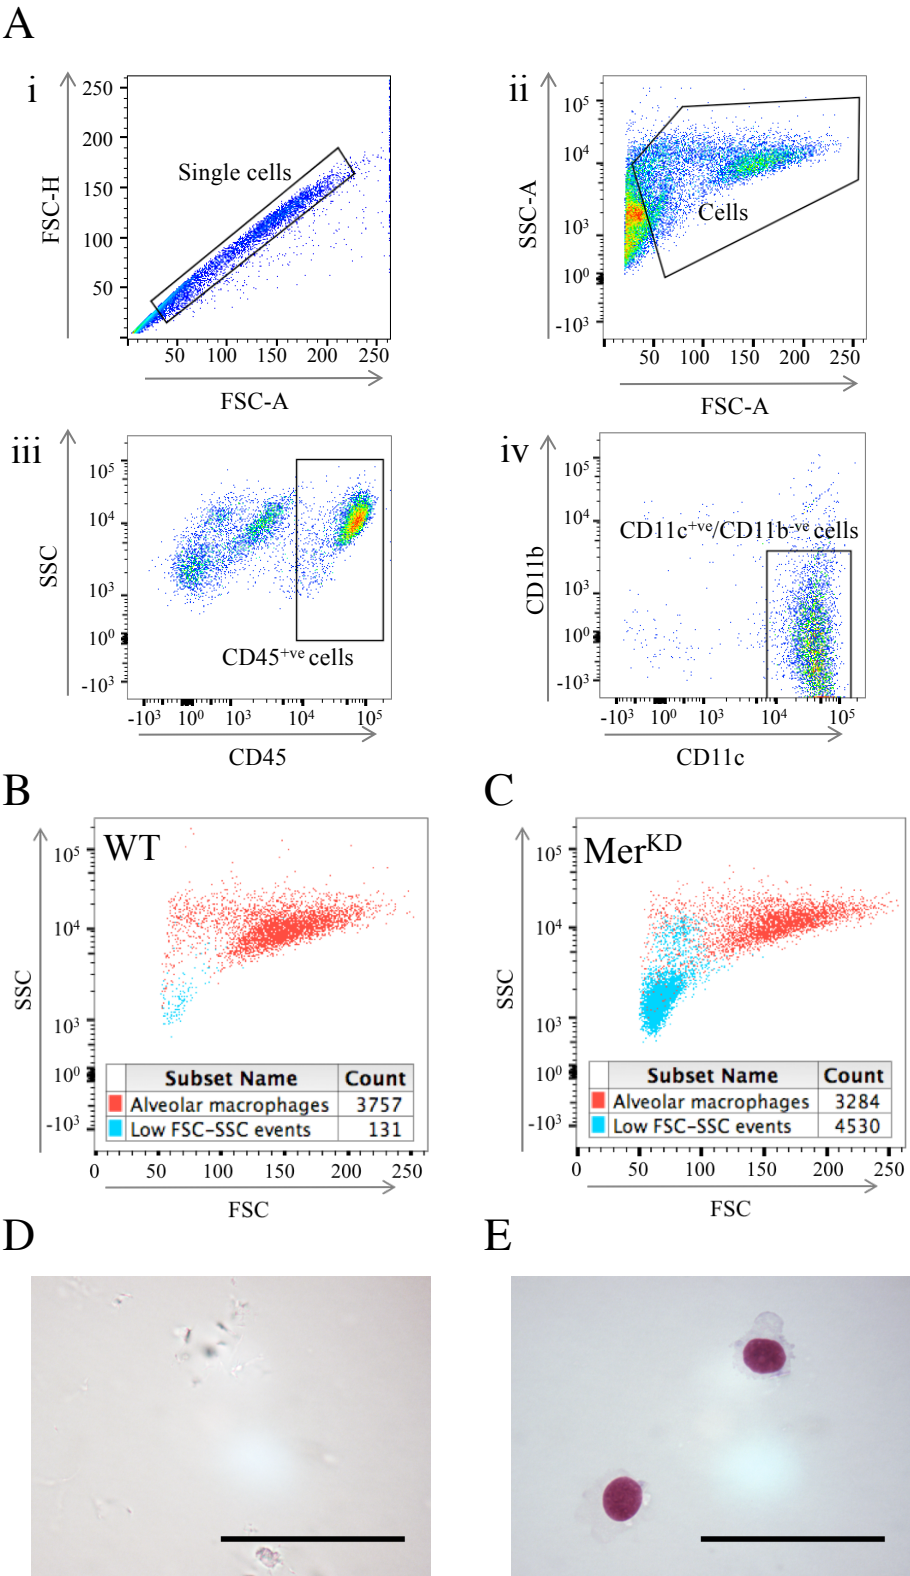 A
i
250
200
150
100
50
FSC-H
Single cells
50 100 150 200 250
FSC-A
ii
10⁵
10⁴
10³
10⁰
-10³
SSC-A
Cells
50 100 150 200 250
FSC-A
iii
10⁵
10⁴
10³
10⁰
-10³
SSC
CD45⁺ᵛᵉ cells
-10³ 10⁰ 10³ 10⁴ 10⁵
CD45
iv
10⁵
10⁴
10³
10⁰
-10³
CD11b
CD11c⁺ᵛᵉ/CD11b⁻ᵛᵉ cells
-10³ 10⁰ 10³ 10⁴ 10⁵
CD11c
B
WT
10⁵
10⁴
10³
10⁰
-10³
SSC
Subset Name Count
Alveolar macrophages 3757
Low FSC-SSC events 131
0 50 100 150 200 250
FSC
C
Merᴷᴰ
10⁵
10⁴
10³
10⁰
-10³
SSC
Subset Name Count
Alveolar macrophages 3284
Low FSC-SSC events 4530
0 50 100 150 200 250
FSC
D
E